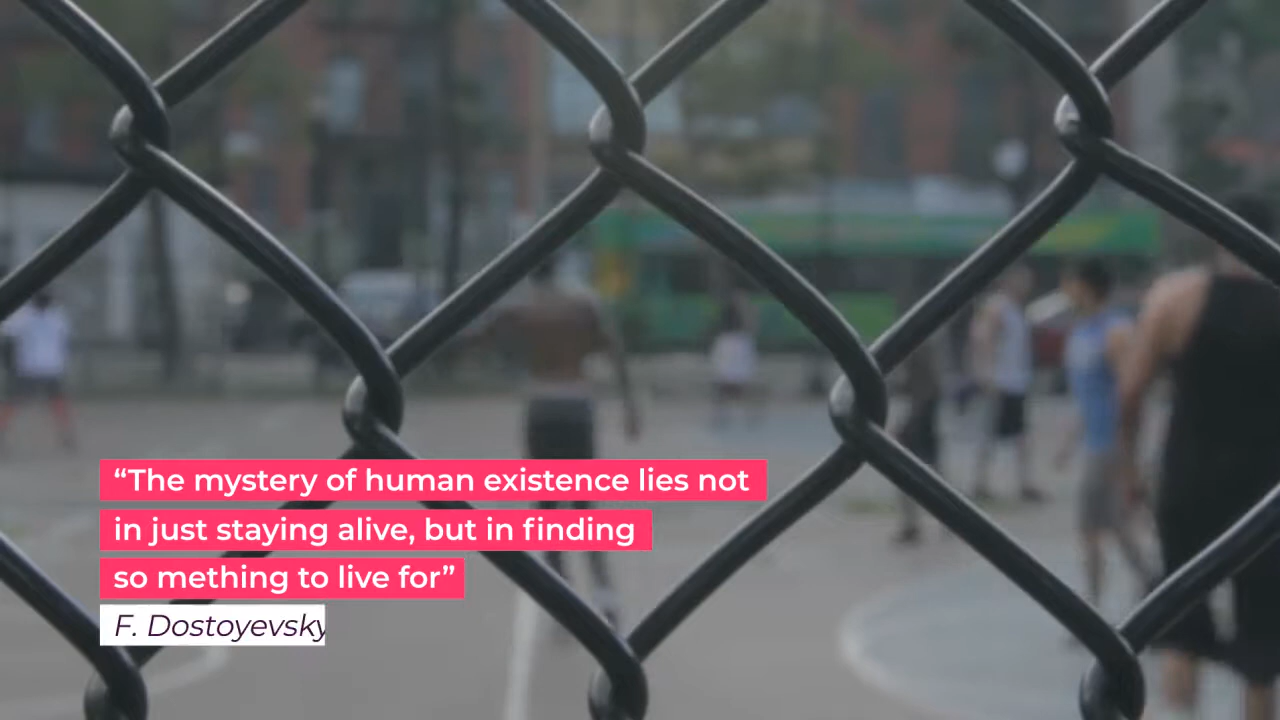 “The mystery of human existence lies not
in just staying alive, but in finding
so mething to live for”
F. Dostoyevsky